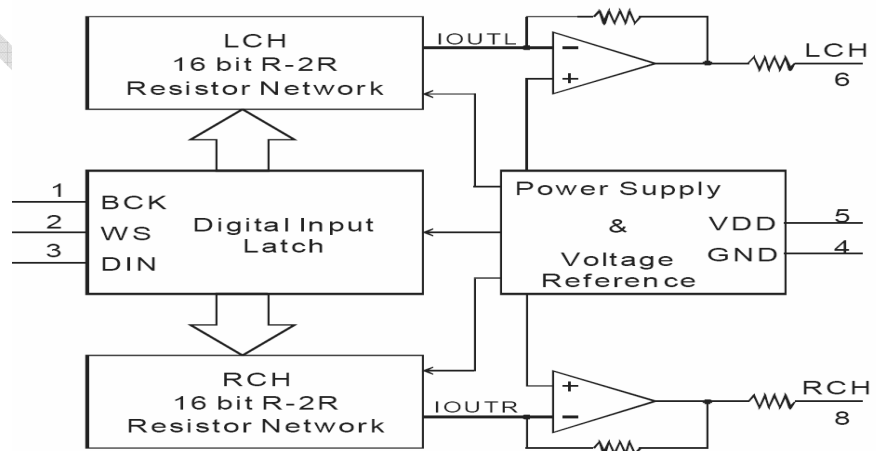 LCH
16 bit R-2R
Resistor Network
IOUTL
LCH
6
1
BCK
2
WS
3
DIN
Digital Input
Latch
Power Supply
&
Voltage
Reference
VDD
5
GND
4
RCH
16 bit R-2R
Resistor Network
IOUTR
RCH
8